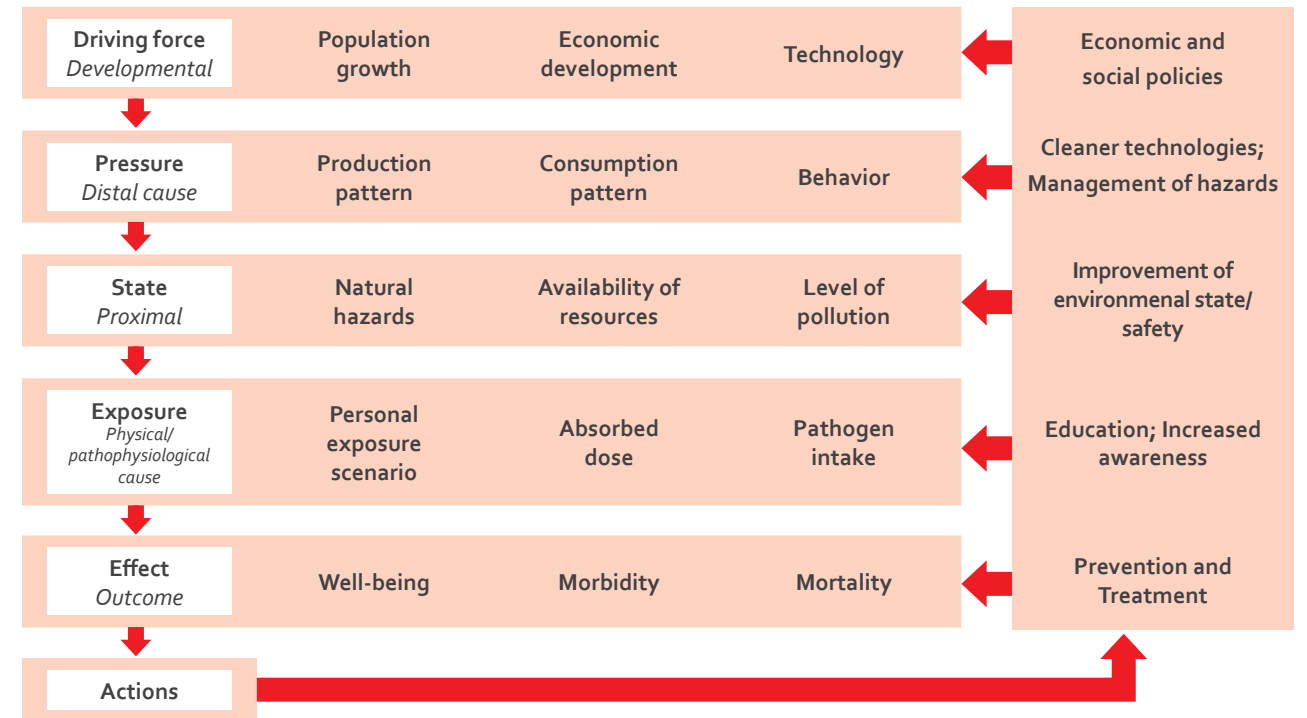 Driving force
Developmental
Population
growth
Economic
development
Technology
Economic and
social policies
Pressure
Distal cause
Production
pattern
Consumption
pattern
Behavior
Cleaner technologies;
Management of hazards
State
Proximal
Natural
hazards
Availability of
resources
Level of
pollution
Improvement of
environmenal state/
safety
Exposure
Physical/
pathophysiological
cause
Personal
exposure
scenario
Absorbed
dose
Pathogen
intake
Education; Increased
awareness
Effect
Outcome
Well-being
Morbidity
Mortality
Prevention and
Treatment
Actions